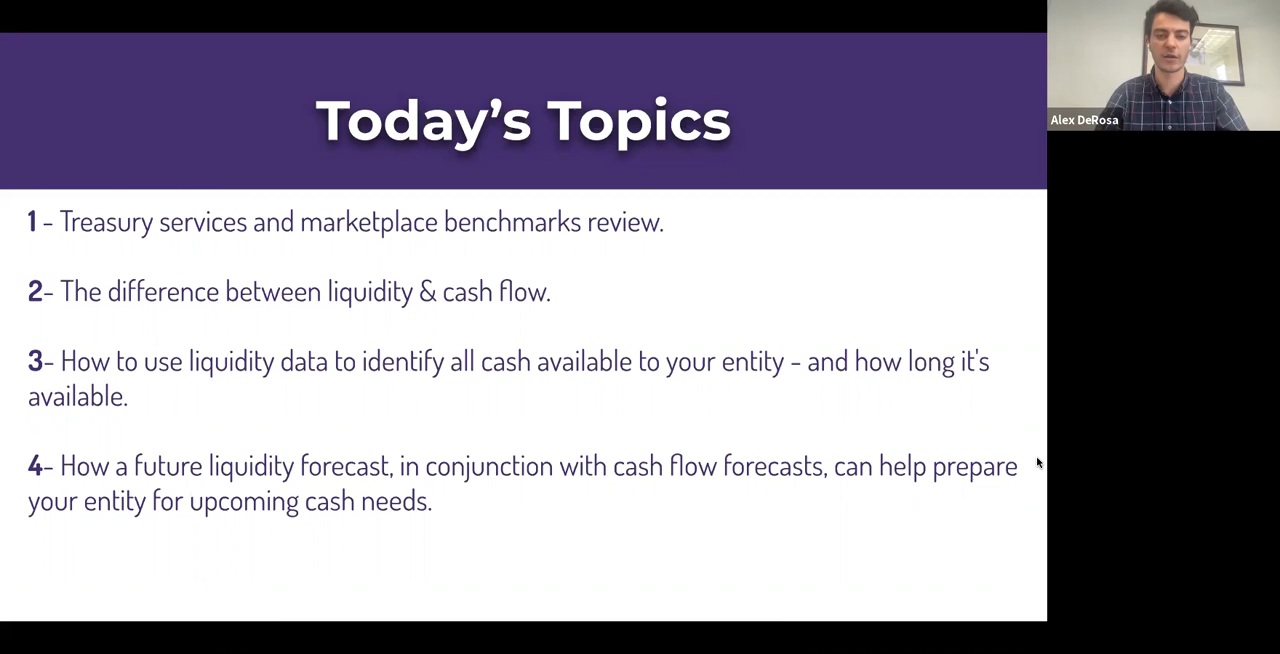 Today’s Topics
Alex DeRosa
1 - Treasury services and marketplace benchmarks review.
2- The difference between liquidity & cash flow.
3- How to use liquidity data to identify all cash available to your entity - and how long it's
available.
4- How a future liquidity forecast, in conjunction with cash flow forecasts, can help prepare
your entity for upcoming cash needs.